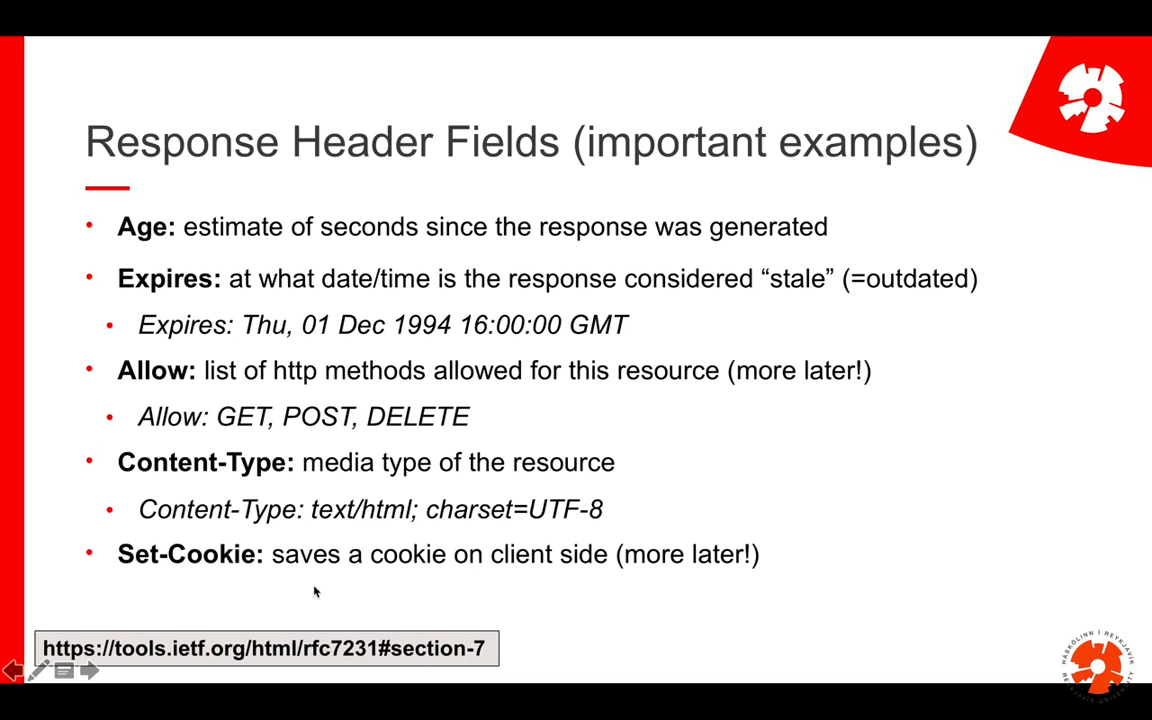 Response Header Fields (important examples)
• Age: estimate of seconds since the response was generated
• Expires: at what date/time is the response considered “stale” (=outdated)
• Expires: Thu, 01 Dec 1994 16:00:00 GMT
• Allow: list of http methods allowed for this resource (more later!)
• Allow: GET, POST, DELETE
• Content-Type: media type of the resource
• Content-Type: text/html; charset=UTF-8
• Set-Cookie: saves a cookie on client side (more later!)
https://tools.ietf.org/html/rfc7231#section-7
HÁSKÓLINN Í REYKJAVÍK
REYKJAVIK UNIVERSITY